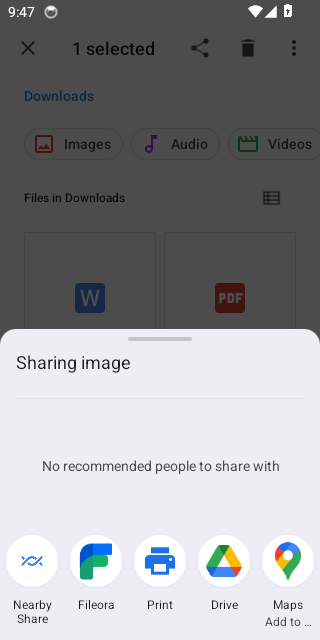 9:47
1 selected
Downloads
Images
Audio
Videos
Files in Downloads
W
PDF
Sharing image
No recommended people to share with
Nearby Share
Fileora
Print
Drive
Maps
Add to ...